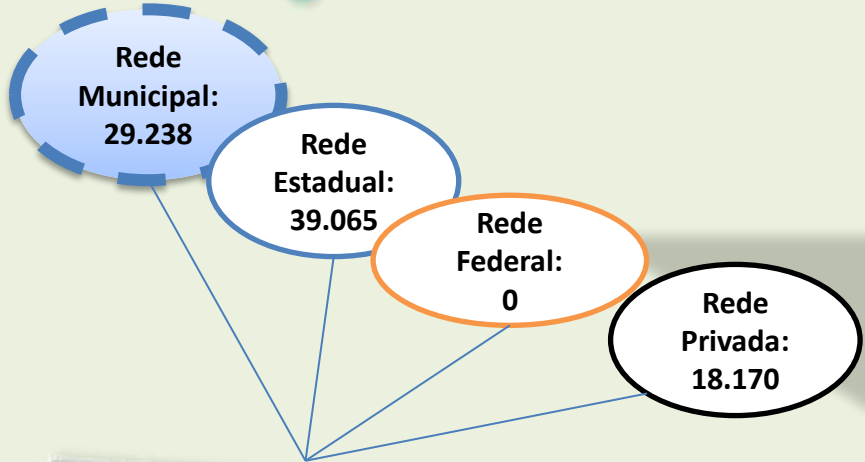 Rede
Municipal:
29.238
Rede
Estadual:
39.065
Rede
Federal:
0
Rede
Privada:
18.170